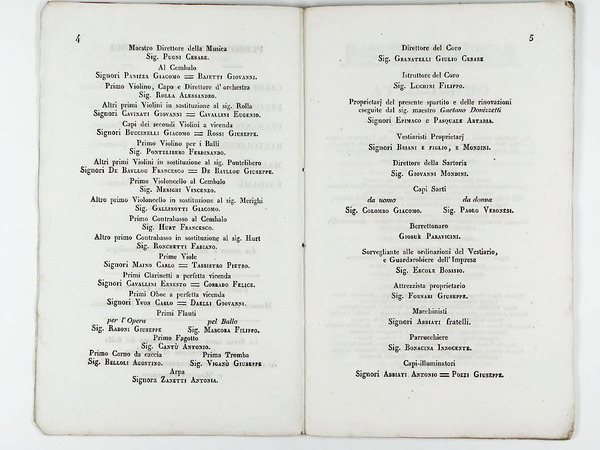 4
Maestro Direttore della Musica
Sig. Pugni Cesare.
Al Cembalo
Signori Panizza Giacomo = Bajetti Giovanni.
Primo Violino, Capo e Direttore d'orchestra
Sig. Rolla Alessandro.
Altri primi Violini in sostituzione al sig. Rolla
Signori Cavinati Giovanni = Cavallini Eugenio.
Capi dei secondi Violini a vicenda
Signori Buccinelli Giacomo = Rossi Giuseppe.
Primo Violino per i Balli
Sig. Pontelibero Ferdinando.
Altri primi Violini in sostituzione al sig. Pontelibero
Signori De Bayllou Francesco = De Bayllou Giuseppe.
Primo Violoncello al Cembalo
Sig. Merighi Vincenzo.
Altro primo Violoncello in sostituzione al sig. Merighi
Sig. Gallinotti Giacomo.
Primo Contrabasso al Cembalo
Sig. Hurt Francesco.
Altro primo Contrabasso in sostituzione al sig. Hurt
Sig. Ronchetti Fabiano.
Prime Viole
Signori Maino Carlo = Tassistro Pietro.
Primi Clarinetti a perfetta vicenda
Signori Cavallini Ernesto = Corrado Felice.
Primi Oboe a perfetta vicenda
Signori Yvon Carlo = Daelli Giovanni.
Primi Flauti
per l'Opera pel Ballo
Sig. Raboni Giuseppe Sig. Marcora Filippo.
Primo Fagotto
Sig. Cantù Antonio.
Primo Corno da caccia Prima Tromba
Sig. Belloli Agostino. Sig. Viganò Giuseppe
Arpa
Signora Zanetti Antonia.
5
Direttore del Coro
Sig. Granatelli Giulio Cesare
Istruttore del Coro
Sig. Luchini Filippo.
Proprietarj del presente spartito e delle rinovazioni
eseguite dal sig. maestro Gaetano Donizzetti
Signori Epimaco e Pasquale Artaria.
Vestiaristi Proprietarj
Signori Briani e figlio, e Mondini.
Direttore della Sartoria
Sig. Giovanni Mondini.
Capi Sarti
da uomo da donna
Sig. Colombo Giacomo. Sig. Paolo Veronesi.
Berrettonaro
Giosuè Paravicini.
Sorvegliante alle ordinazioni del Vestiario,
e Guardarobiere dell'Impresa
Sig. Ercole Bosisio.
Attrezzista proprietario
Sig. Fornari Giuseppe.
Macchinisti
Signori Abbiati fratelli.
Parrucchiere
Sig. Bonacina Innocente.
Capi-illuminatori
Signori Abbiati Antonio = Pozzi Giuseppe.